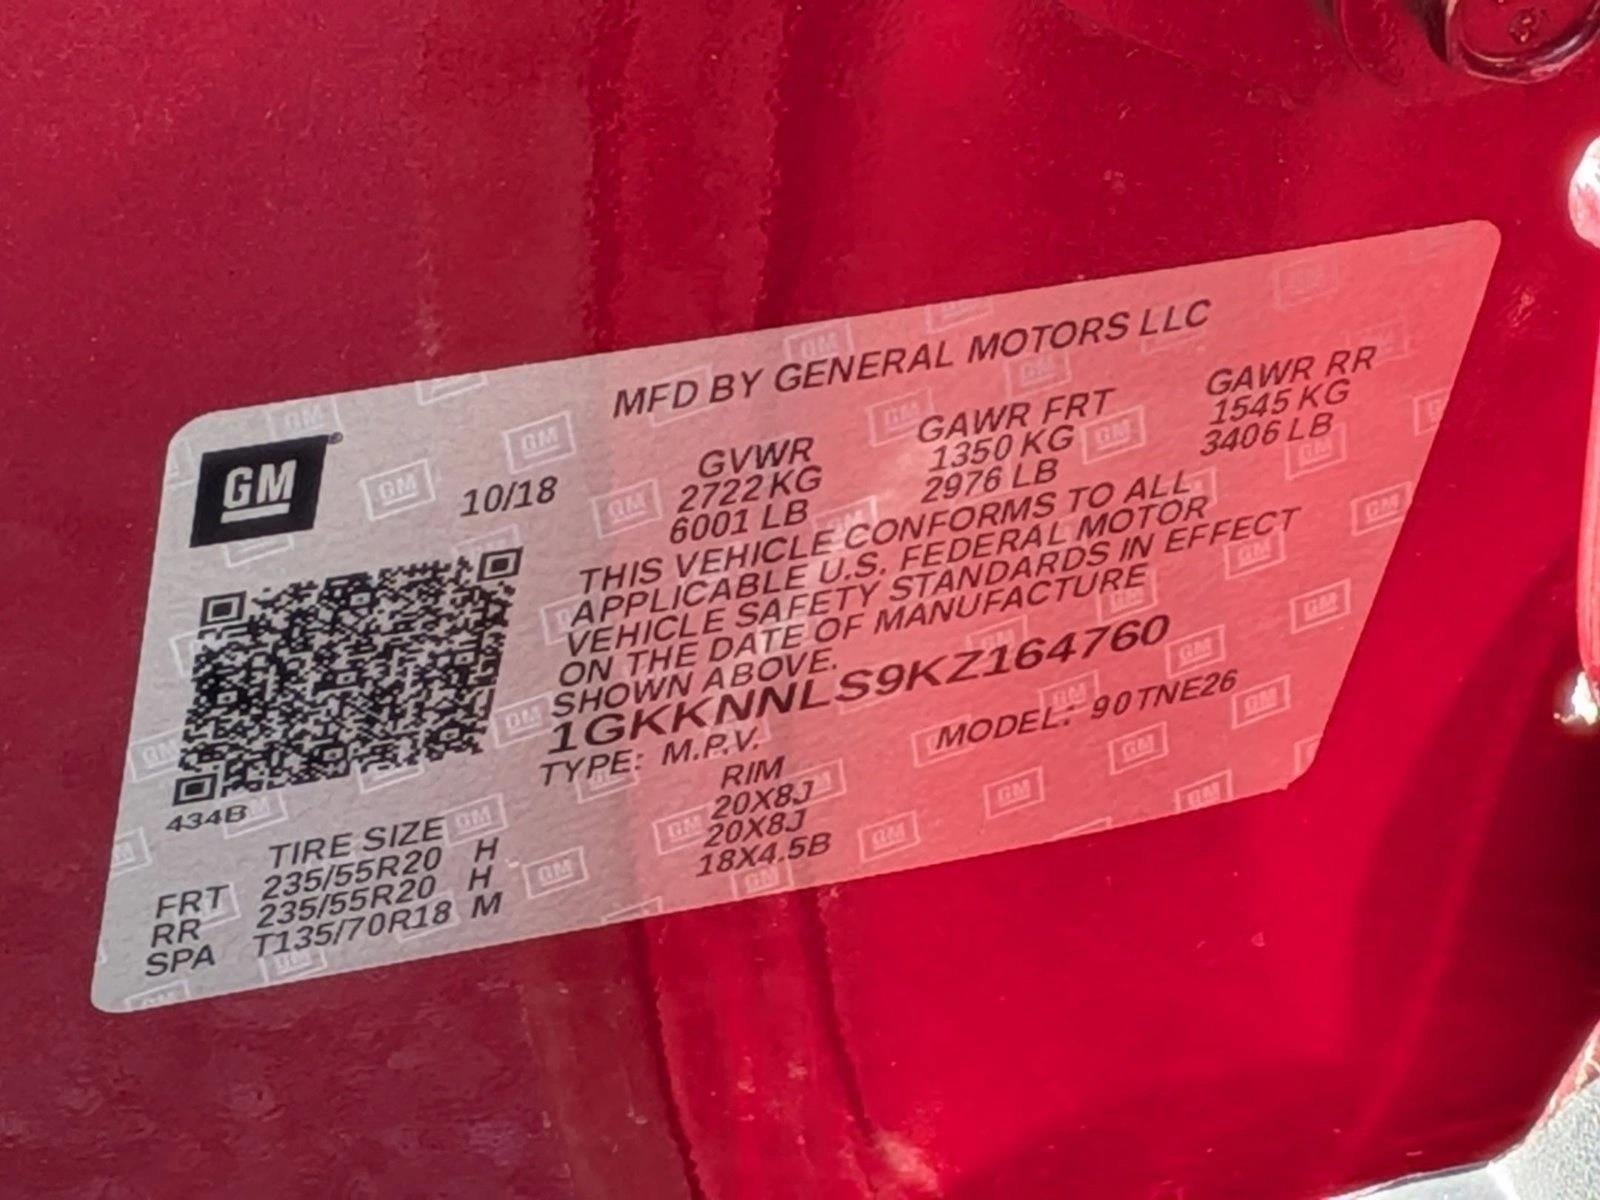 MFD BY GENERAL MOTORS LLC
GM
10/18
GVWR GAWR FRT GAWR RR
2722 KG 1350 KG 1545 KG
6001 LB 2976 LB 3406 LB
THIS VEHICLE CONFORMS TO ALL
APPLICABLE U.S. FEDERAL MOTOR
VEHICLE SAFETY STANDARDS IN EFFECT
ON THE DATE OF MANUFACTURE
SHOWN ABOVE.
1GKKNNLS9KZ164760
TYPE: M.P.V. MODEL: 90TNE26
434B
TIRE SIZE RIM
FRT 235/55R20 H 20X8J
RR 235/55R20 H 20X8J
SPA T135/70R18 M 18X4.5B